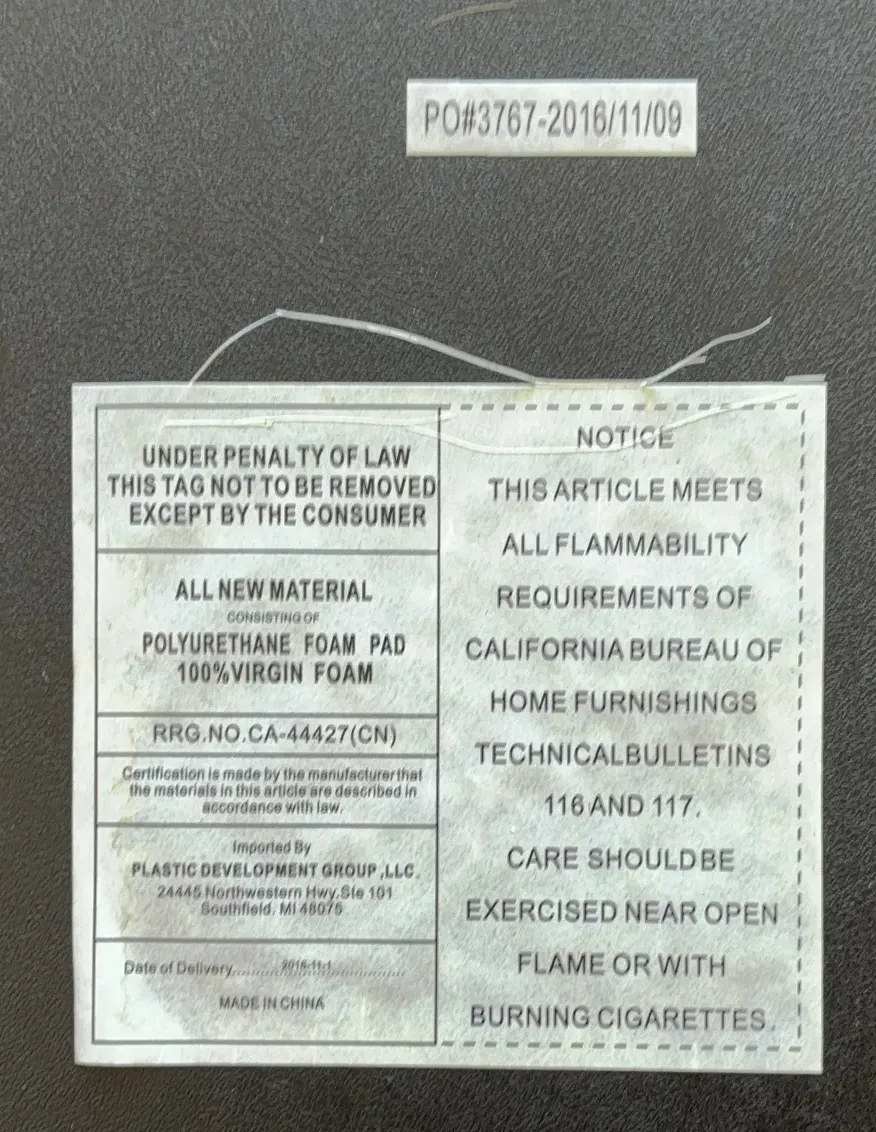 PO#3767-2016/11/09
UNDER PENALTY OF LAW
THIS TAG NOT TO BE REMOVED
EXCEPT BY THE CONSUMER
ALL NEW MATERIAL
CONSISTING OF
POLYURETHANE FOAM PAD
100%VIRGIN FOAM
RRG.NO.CA-44427(CN)
Certification is made by the manufacturer that
the materials in this article are described in
accordance with law.
Imported By
PLASTIC DEVELOPMENT GROUP ,LLC.
24445 Northwestern Hwy,Ste 101
Southfield, MI 48075
Date of Delivery............2016-11-1....................
MADE IN CHINA
NOTICE
THIS ARTICLE MEETS
ALL FLAMMABILITY
REQUIREMENTS OF
CALIFORNIA BUREAU OF
HOME FURNISHINGS
TECHNICALBULLETINS
116 AND 117.
CARE SHOULD BE
EXERCISED NEAR OPEN
FLAME OR WITH
BURNING CIGARETTES.